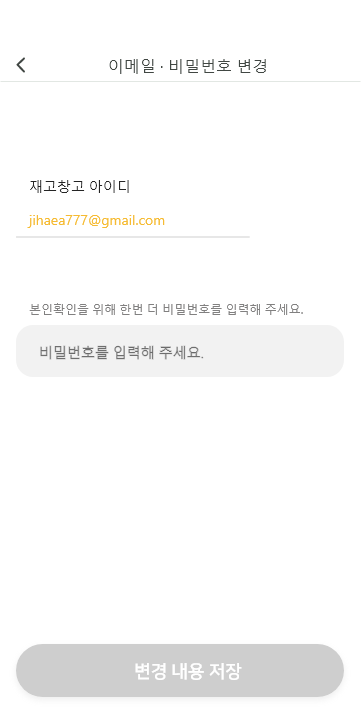 이메일 · 비밀번호 변경
재고창고 아이디
jihaea777@gmail.com
본인확인을 위해 한번 더 비밀번호를 입력해 주세요.
비밀번호를 입력해 주세요.
변경 내용 저장